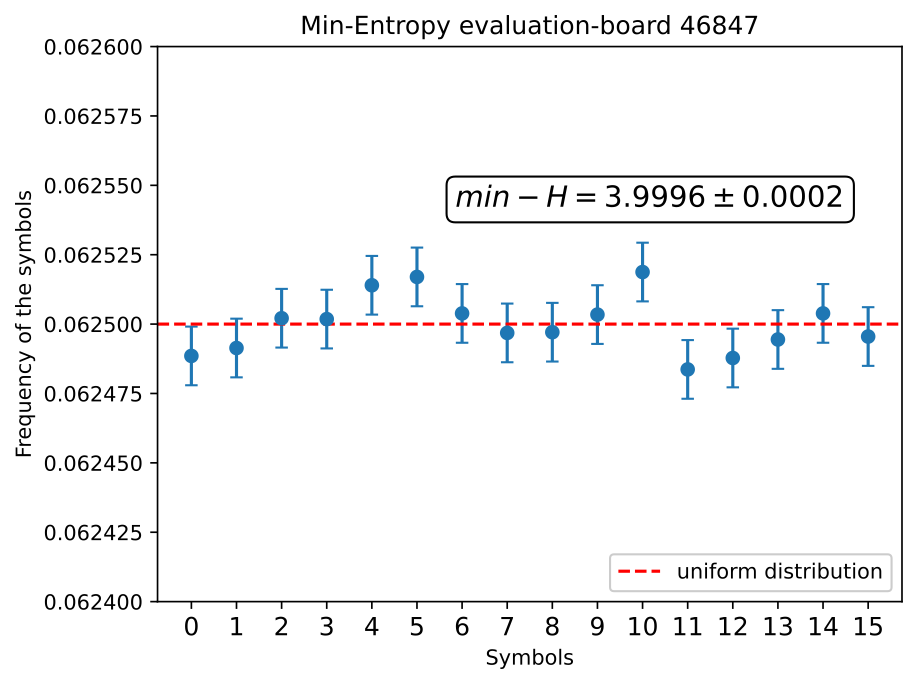 Min-Entropy evaluation-board 46847
Frequency of the symbols
0.062600
0.062575
0.062550
0.062525
0.062500
0.062475
0.062450
0.062425
0.062400
min − H = 3.9996 ± 0.0002
uniform distribution
0 1 2 3 4 5 6 7 8 9 10 11 12 13 14 15
Symbols